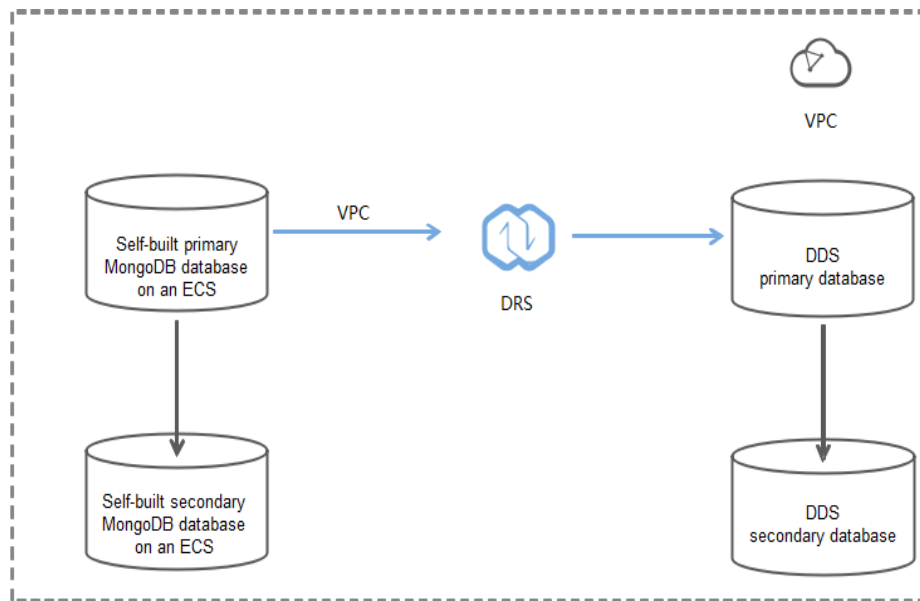 VPC
Self-built primary
MongoDB database
on an ECS
VPC
DRS
DDS
primary database
Self-built secondary
MongoDB database
on an ECS
DDS
secondary database